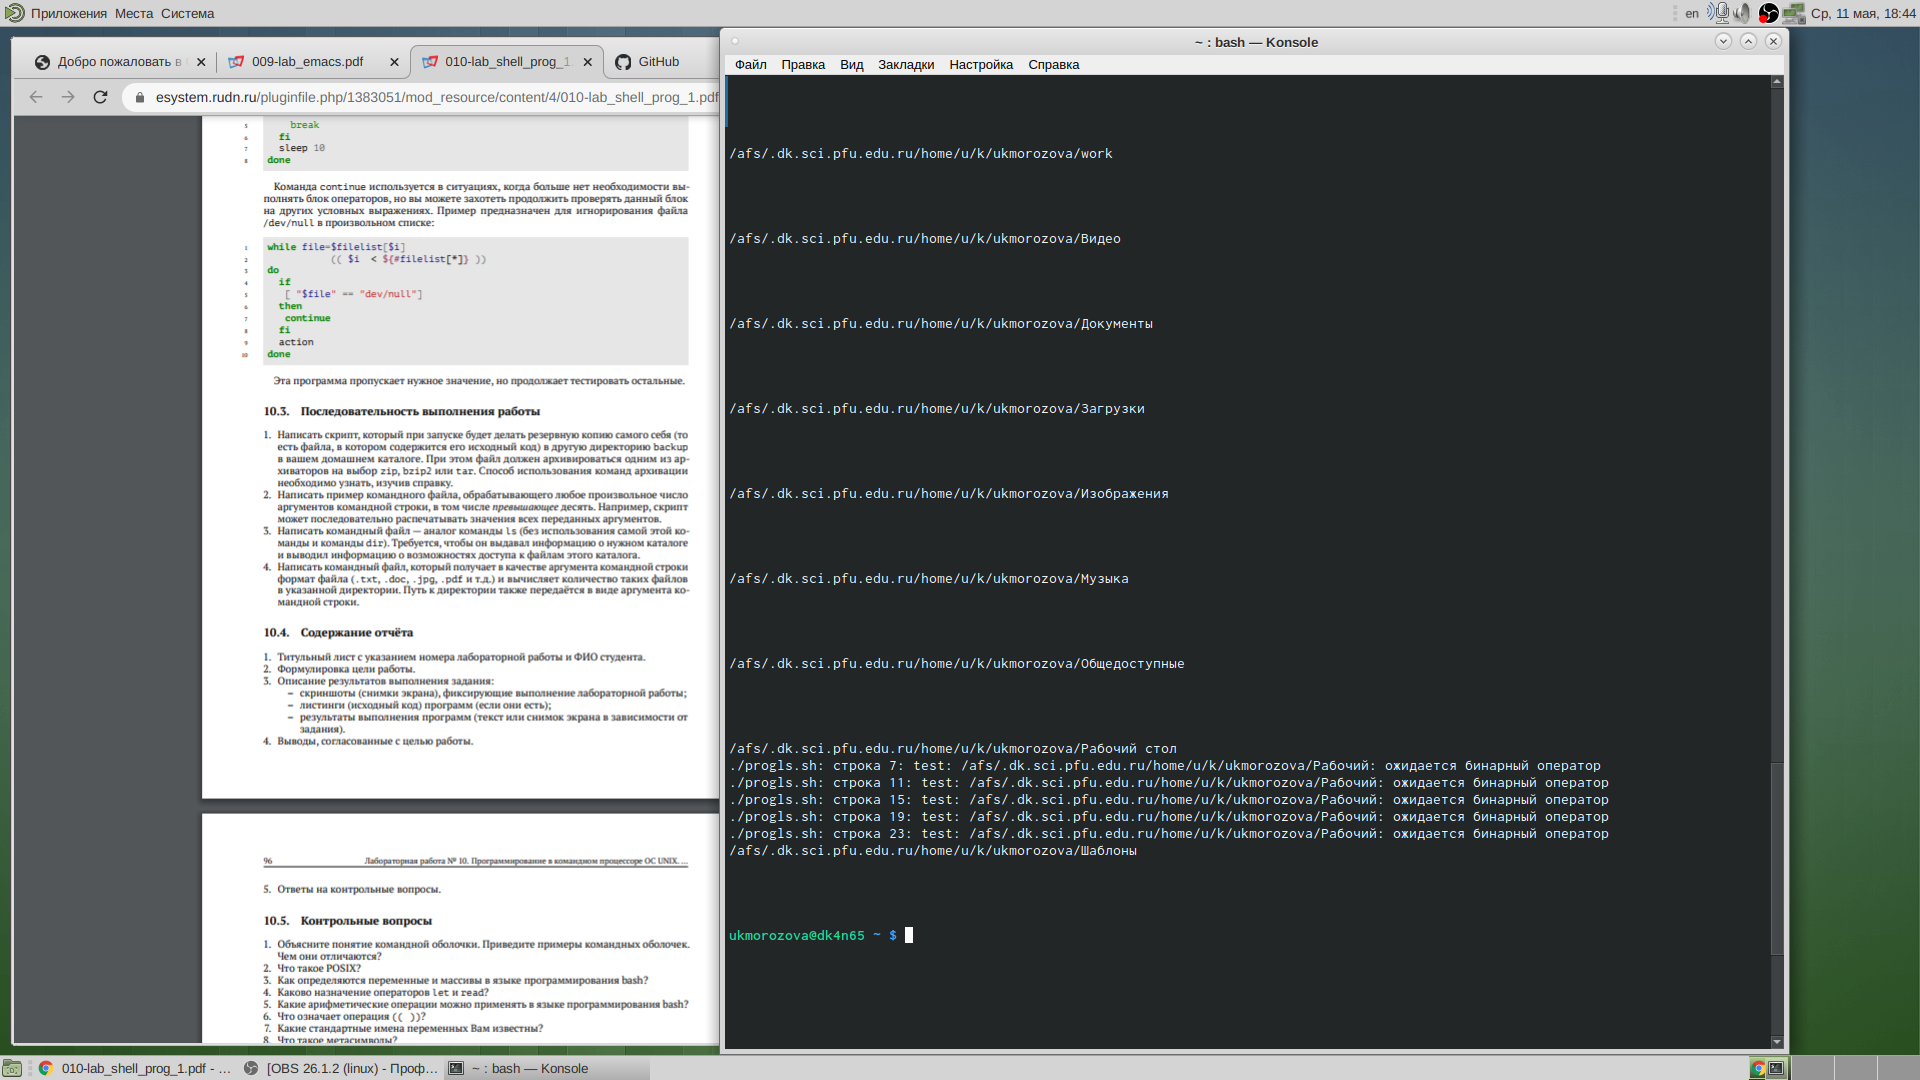 Приложения Места Система
en
Ср, 11 мая, 18:44
Добро пожаловать в
009-lab_emacs.pdf
010-lab_shell_prog_1
GitHub
esystem.rudn.ru/pluginfile.php/1383051/mod_resource/content/4/010-lab_shell_prog_1.pdf
5 break
6 fi
7 sleep 10
8 done
Команда continue используется в ситуациях, когда больше нет необходимости вы-
полнять блок операторов, но вы можете захотеть продолжить проверять данный блок
на других условных выражениях. Пример предназначен для игнорирования файла
/dev/null в произвольном списке:
1 while file=$filelist[$i]
2 (( $i < ${#filelist[*]} ))
3 do
4 if
5 [ "$file" == "dev/null"]
6 then
7 continue
8 fi
9 action
10 done
Эта программа пропускает нужное значение, но продолжает тестировать остальные.
10.3. Последовательность выполнения работы
1. Написать скрипт, который при запуске будет делать резервную копию самого себя (то
есть файла, в котором содержится его исходный код) в другую директорию backup
в вашем домашнем каталоге. При этом файл должен архивироваться одним из ар-
хиваторов на выбор zip, bzip2 или tar. Способ использования команд архивации
необходимо узнать, изучив справку.
2. Написать пример командного файла, обрабатывающего любое произвольное число
аргументов командной строки, в том числе превышающее десять. Например, скрипт
может последовательно распечатывать значения всех переданных аргументов.
3. Написать командный файл — аналог команды ls (без использования самой этой ко-
манды и команды dir). Требуется, чтобы он выдавал информацию о нужном каталоге
и выводил информацию о возможностях доступа к файлам этого каталога.
4. Написать командный файл, который получает в качестве аргумента командной строки
формат файла (.txt, .doc, .jpg, .pdf и т.д.) и вычисляет количество таких файлов
в указанной директории. Путь к директории также передаётся в виде аргумента ко-
мандной строки.
10.4. Содержание отчёта
1. Титульный лист с указанием номера лабораторной работы и ФИО студента.
2. Формулировка цели работы.
3. Описание результатов выполнения задания:
– скриншоты (снимки экрана), фиксирующие выполнение лабораторной работы;
– листинги (исходный код) программ (если они есть);
– результаты выполнения программ (текст или снимок экрана в зависимости от
задания).
4. Выводы, согласованные с целью работы.
96 Лабораторная работа № 10. Программирование в командном процессоре ОС UNIX. ...
5. Ответы на контрольные вопросы.
10.5. Контрольные вопросы
1. Объясните понятие командной оболочки. Приведите примеры командных оболочек.
Чем они отличаются?
2. Что такое POSIX?
3. Как определяются переменные и массивы в языке программирования bash?
4. Каково назначение операторов let и read?
5. Какие арифметические операции можно применять в языке программирования bash?
6. Что означает операция (( ))?
7. Какие стандартные имена переменных Вам известны?
8. Что такое метасимволы?
~ : bash — Konsole
Файл Правка Вид Закладки Настройка Справка
/afs/.dk.sci.pfu.edu.ru/home/u/k/ukmorozova/work
/afs/.dk.sci.pfu.edu.ru/home/u/k/ukmorozova/Видео
/afs/.dk.sci.pfu.edu.ru/home/u/k/ukmorozova/Документы
/afs/.dk.sci.pfu.edu.ru/home/u/k/ukmorozova/Загрузки
/afs/.dk.sci.pfu.edu.ru/home/u/k/ukmorozova/Изображения
/afs/.dk.sci.pfu.edu.ru/home/u/k/ukmorozova/Музыка
/afs/.dk.sci.pfu.edu.ru/home/u/k/ukmorozova/Общедоступные
/afs/.dk.sci.pfu.edu.ru/home/u/k/ukmorozova/Рабочий стол
./progls.sh: строка 7: test: /afs/.dk.sci.pfu.edu.ru/home/u/k/ukmorozova/Рабочий: ожидается бинарный оператор
./progls.sh: строка 11: test: /afs/.dk.sci.pfu.edu.ru/home/u/k/ukmorozova/Рабочий: ожидается бинарный оператор
./progls.sh: строка 15: test: /afs/.dk.sci.pfu.edu.ru/home/u/k/ukmorozova/Рабочий: ожидается бинарный оператор
./progls.sh: строка 19: test: /afs/.dk.sci.pfu.edu.ru/home/u/k/ukmorozova/Рабочий: ожидается бинарный оператор
./progls.sh: строка 23: test: /afs/.dk.sci.pfu.edu.ru/home/u/k/ukmorozova/Рабочий: ожидается бинарный оператор
/afs/.dk.sci.pfu.edu.ru/home/u/k/ukmorozova/Шаблоны
ukmorozova@dk4n65 ~ $
010-lab_shell_prog_1.pdf - ...
[OBS 26.1.2 (linux) - Проф...
~ : bash — Konsole